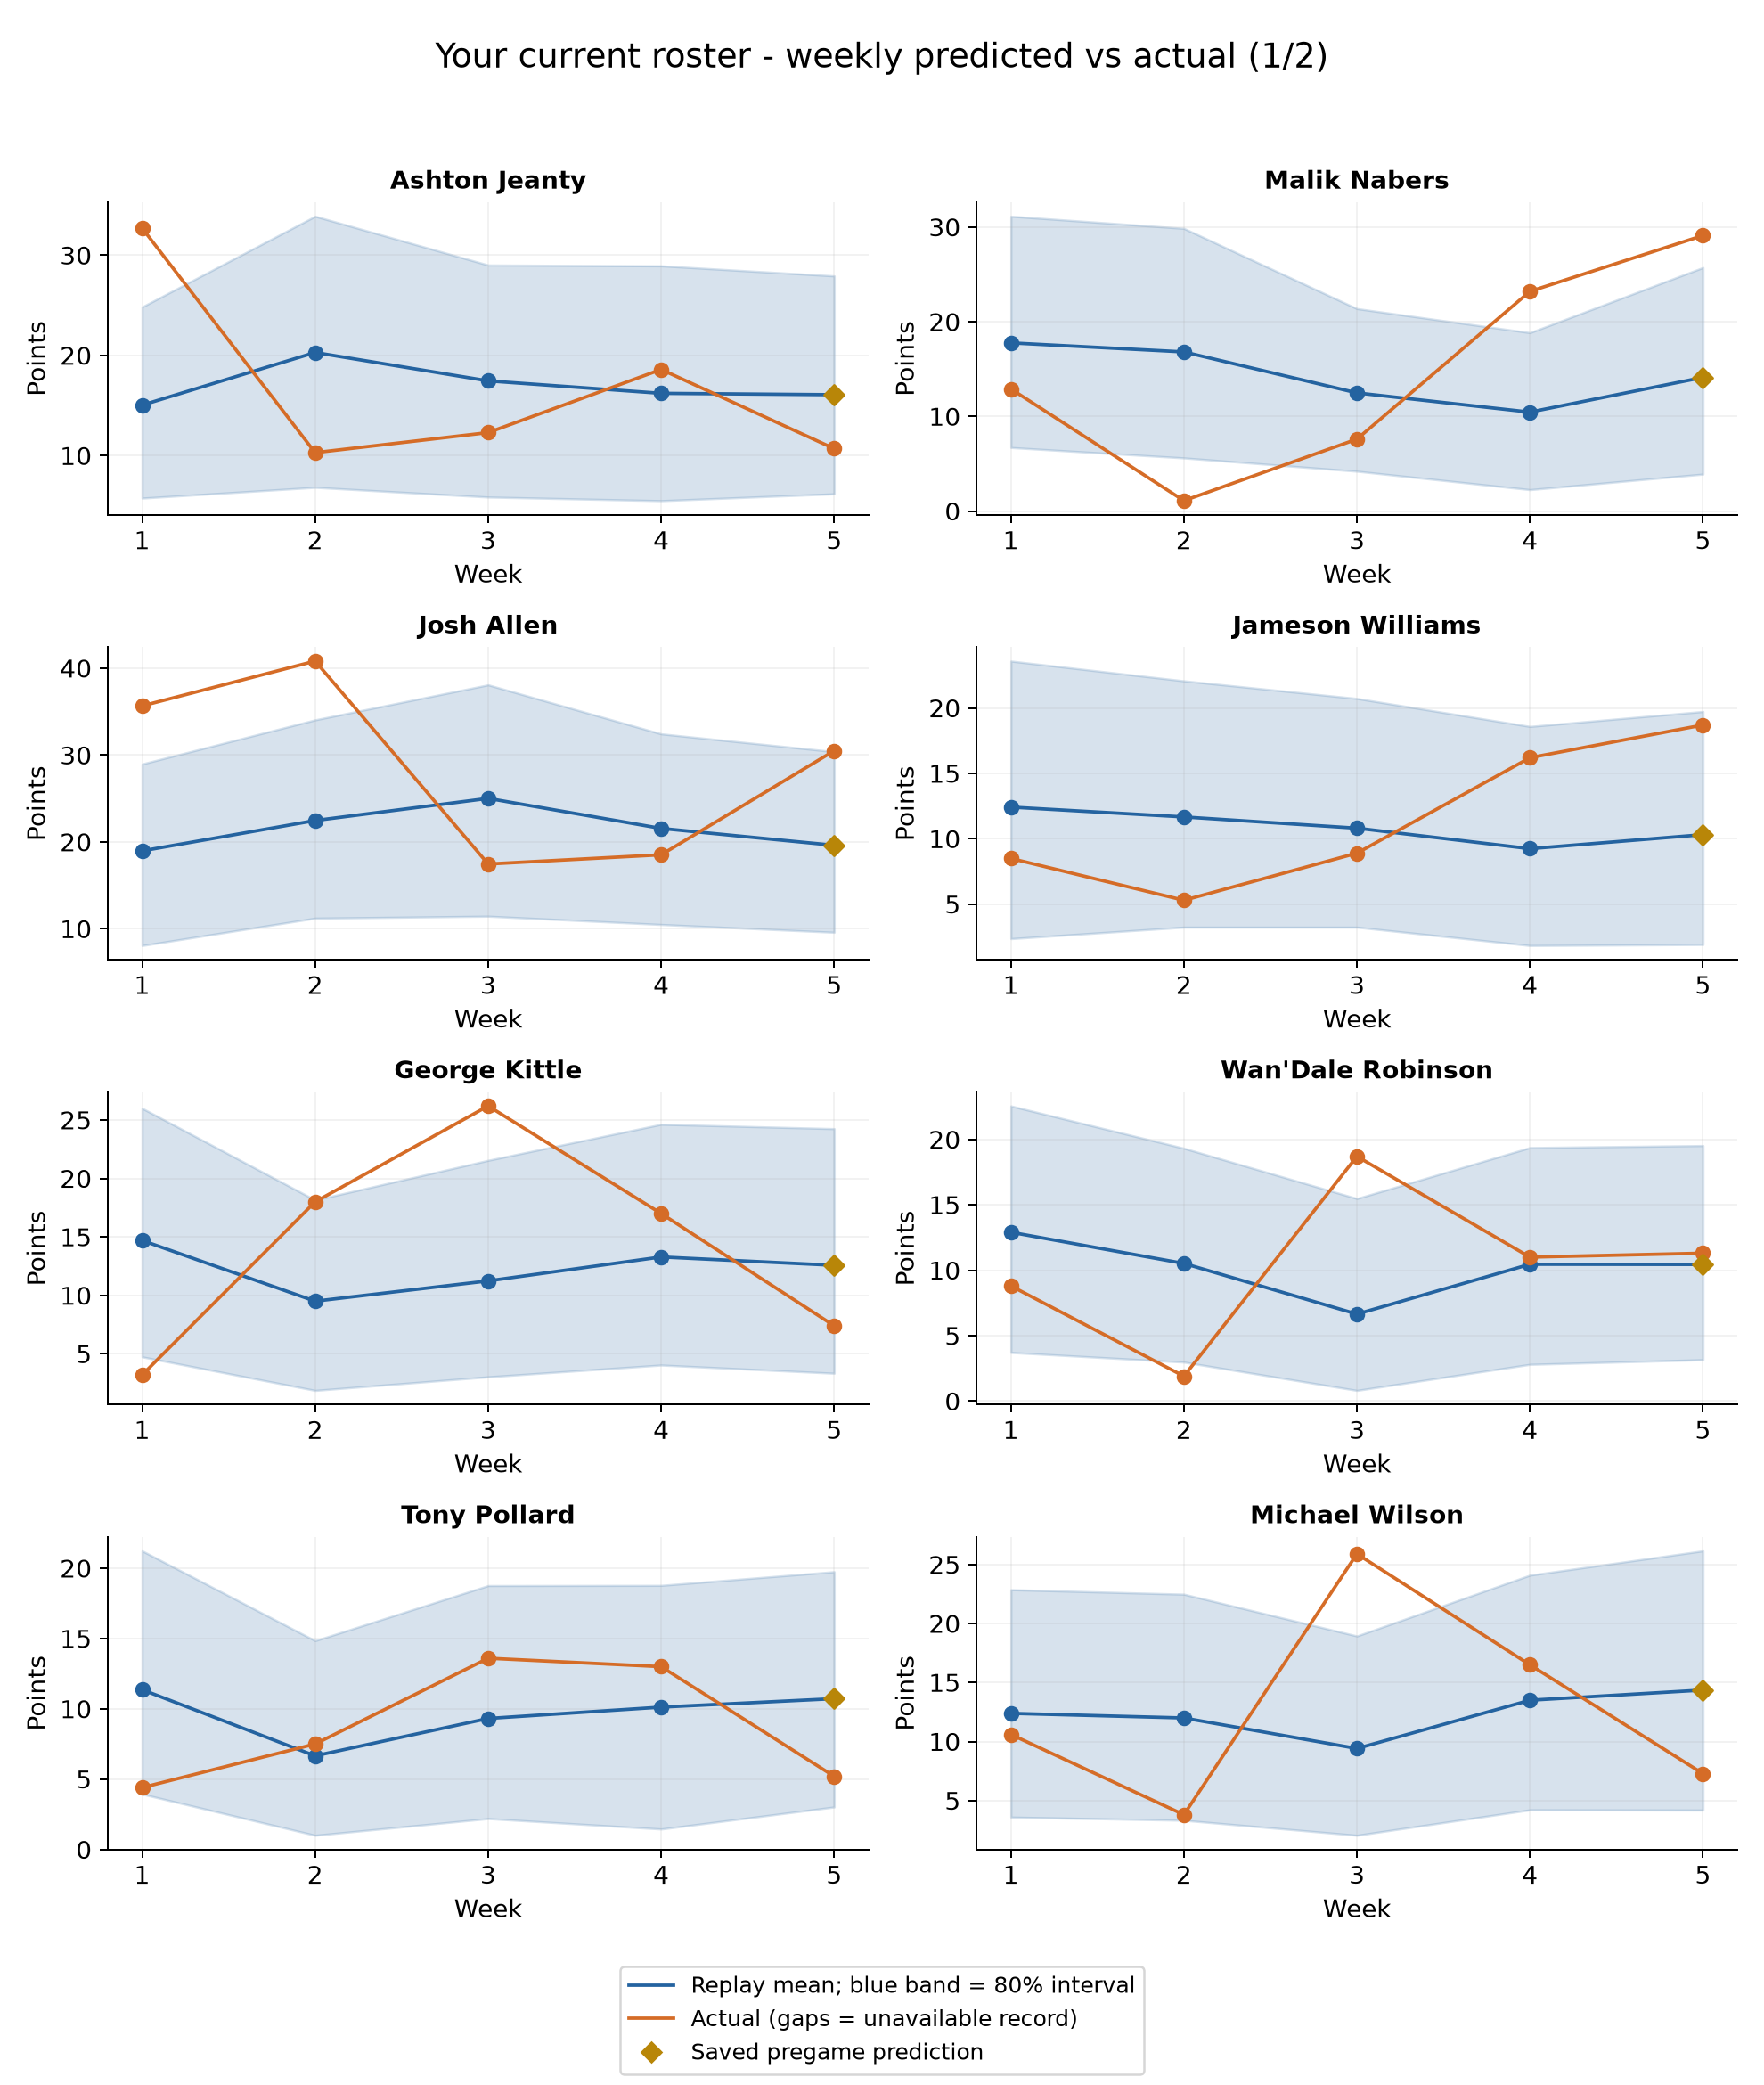 Your current roster - weekly predicted vs actual (1/2)
Ashton Jeanty
Points
30
20
10
1 2 3 4 5
Week
Malik Nabers
Points
30
20
10
0
1 2 3 4 5
Week
Josh Allen
Points
40
30
20
10
1 2 3 4 5
Week
Jameson Williams
Points
20
15
10
5
1 2 3 4 5
Week
George Kittle
Points
25
20
15
10
5
1 2 3 4 5
Week
Wan'Dale Robinson
Points
20
15
10
5
0
1 2 3 4 5
Week
Tony Pollard
Points
20
15
10
5
0
1 2 3 4 5
Week
Michael Wilson
Points
25
20
15
10
5
1 2 3 4 5
Week
Replay mean; blue band = 80% interval
Actual (gaps = unavailable record)
Saved pregame prediction